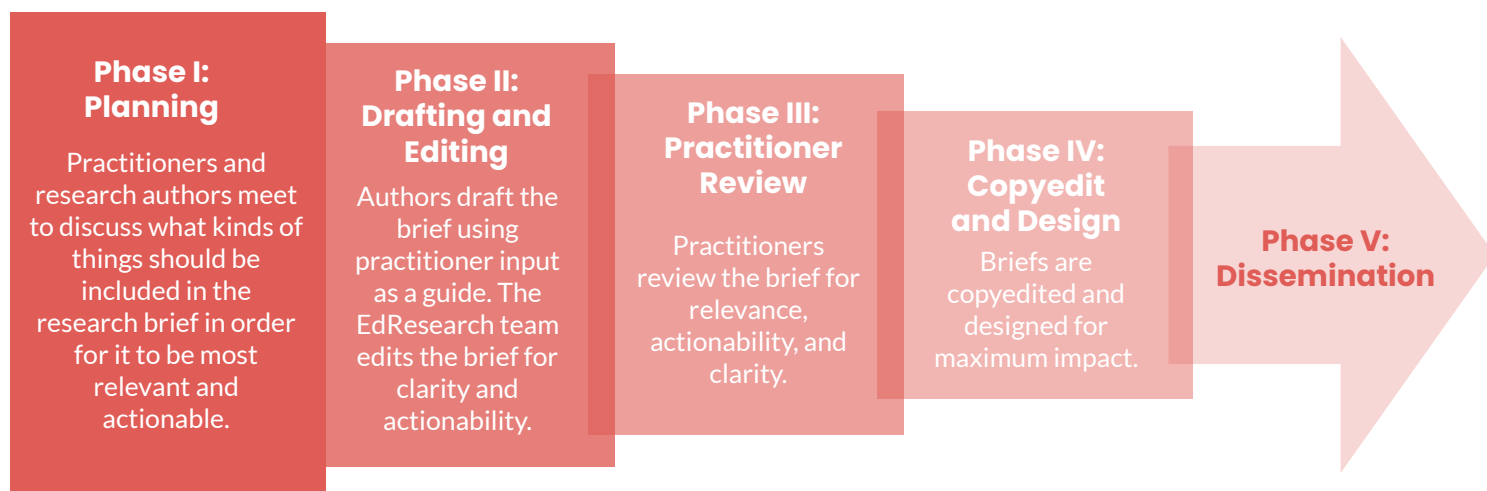 Phase I:
Planning
Practitioners and
research authors meet
to discuss what kinds of
things should be
included in the
research brief in order
for it to be most
relevant and
actionable.
Phase II:
Drafting and
Editing
Authors draft the
brief using
practitioner input
as a guide. The
EdResearch team
edits the brief for
clarity and
actionability.
Phase III:
Practitioner
Review
Practitioners
review the brief for
relevance,
actionability, and
clarity.
Phase IV:
Copyedit
and Design
Briefs are
copyedited and
designed for
maximum impact.
Phase V:
Dissemination